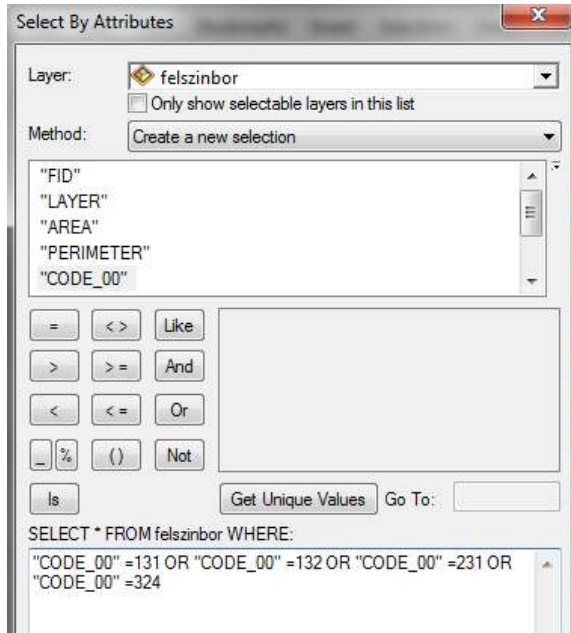 Select By Attributes
X
Layer: felszinbor
Only show selectable layers in this list
Method: Create a new selection
"FID"
"LAYER"
"AREA"
"PERIMETER"
"CODE_00"
= < > Like
> > = And
< < = Or
_ % ( ) Not
Is Get Unique Values Go To:
SELECT * FROM felszinbor WHERE:
"CODE_00" =131 OR "CODE_00" =132 OR "CODE_00" =231 OR
"CODE_00" =324